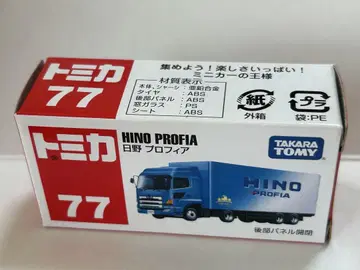 トミカ
77
集めよう!楽しさいっぱい!
ミニカーの王様
材質表示
本体、シャーシ:亜鉛合金
タイヤ:ABS
後部パネル:ABS
窓ガラス:PS
シート:ABS
紙
外箱
プラ
袋:PE
トミカ
77
HINO PROFIA
日野 プロフィア
TAKARA
TOMY
HINO
PROFIA
後部パネル開閉